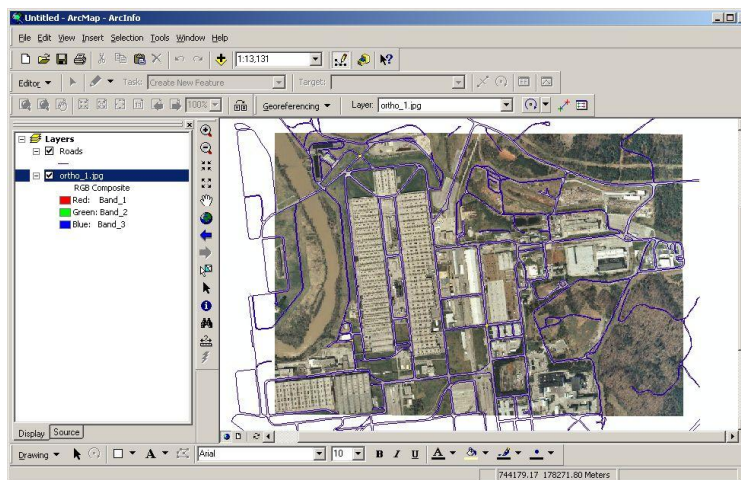 Untitled - ArcMap - ArcInfo
File Edit View Insert Selection Tools Window Help
1:13,131
Editor Task: Create New Feature Target:
100% Georeferencing Layer: ortho_1.jpg
Layers
Roads
ortho_1.jpg
RGB Composite
Red: Band_1
Green: Band_2
Blue: Band_3
Display Source
Drawing A Arial 10 B I U A
744179.17 178271.80 Meters